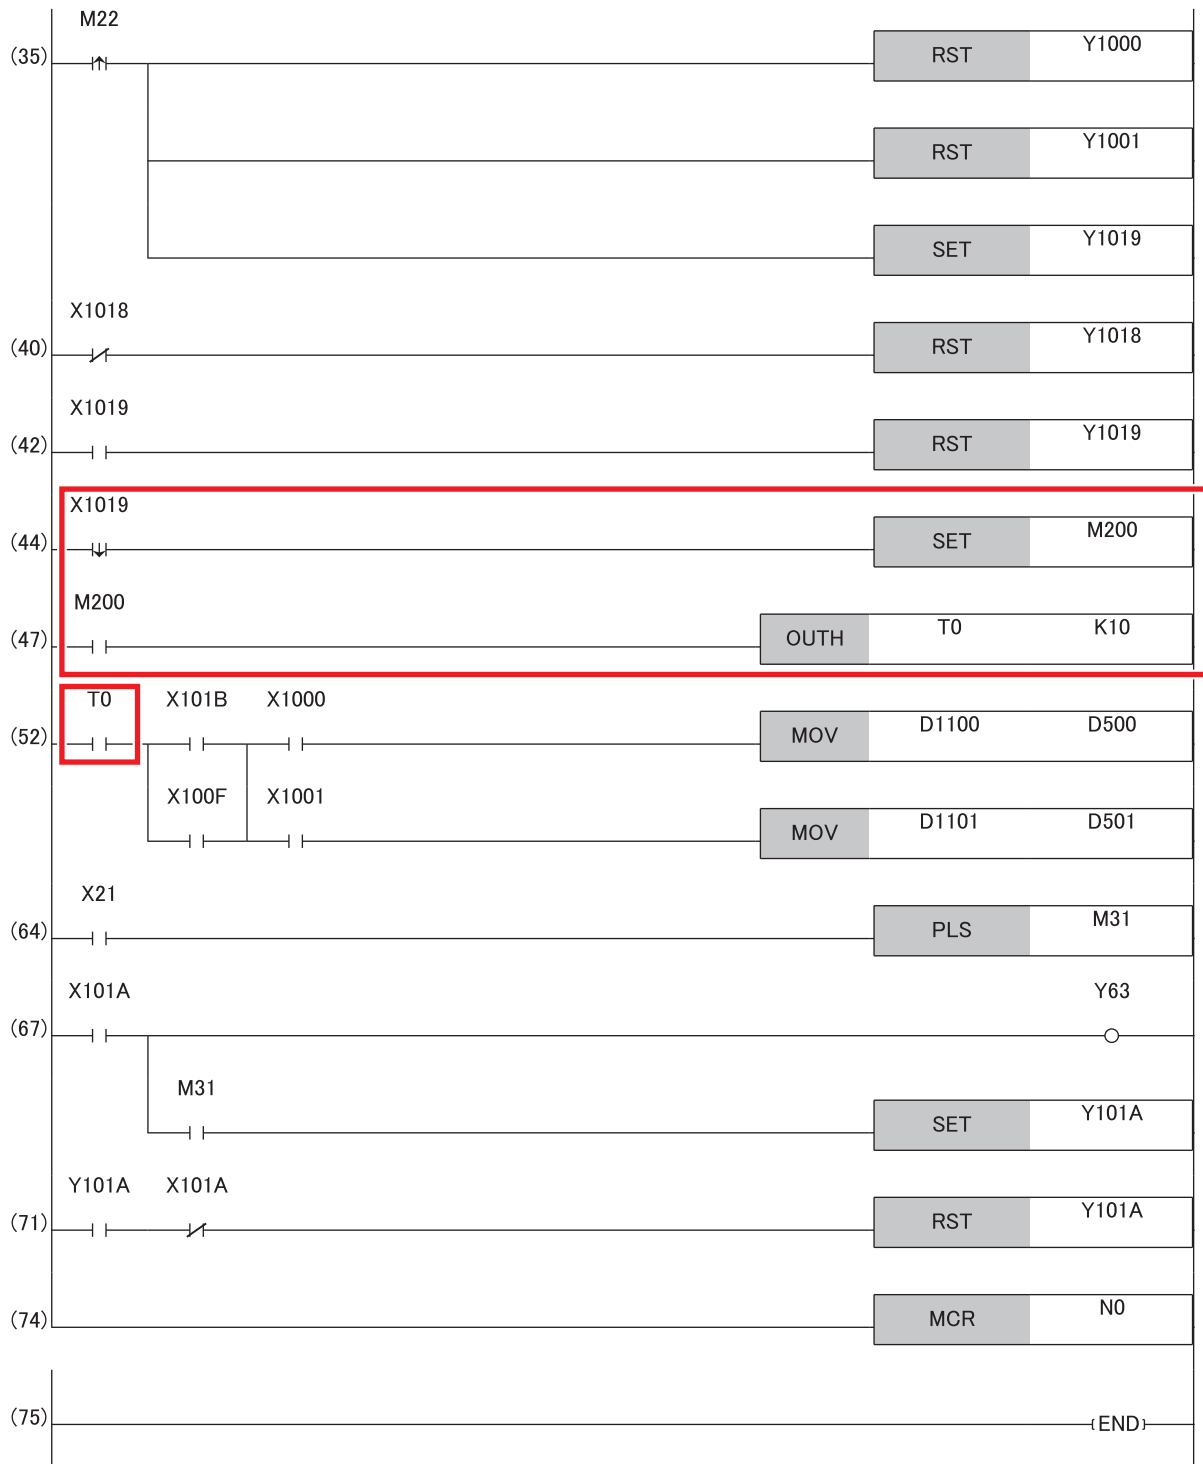 M22
(35) RST Y1000
RST Y1001
SET Y1019
X1018
(40) RST Y1018
X1019
(42) RST Y1019
X1019
(44) SET M200
M200
(47) OUTH T0 K10
T0 X101B X1000
(52) MOV D1100 D500
X100F X1001
MOV D1101 D501
X21
(64) PLS M31
X101A Y63
(67)
M31
SET Y101A
Y101A X101A
(71) RST Y101A
(74) MCR N0
(75) END